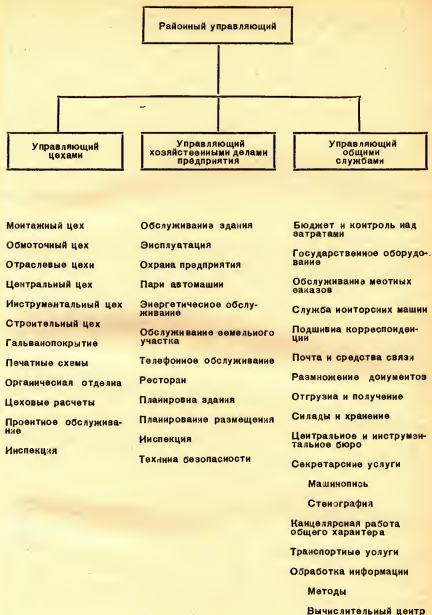 Районный управляющий
Управляющий
цехами
Управляющий
хозяйственными делами
предприятия
Управляющий
общими
службами
Монтажный цех
Обмоточный цех
Отраслевые цехи
Центральный цех
Инструментальный цех
Строительный цех
Гальванопокрытие
Печатные схемы
Органическая отделка
Цеховые расчеты
Проектное обслужива-
ние
Инспекция
Обслуживание здания
Эксплуатация
Охрана предприятия
Парк автомашин
Энергетическое обслу-
живание
Обслуживание земельного
участка
Телефонное обслуживание
Ресторан
Планировка здания
Планирование размещения
Инспекция
Техника безопасности
Бюджет и контроль над
затратами
Государственное оборудо-
вание
Обслуживание местных
заказов
Служба конторских машин
Подшивка корреспонден-
ции
Почта и средства связи
Размножение документов
Отгрузка и получение
Склады и хранение
Центральное и инструмен-
тальное бюро
Секретарские услуги
Машинопись
Стенография
Канцелярская работа
общего характера
Транспортные услуги
Обработка информации
Методы
Вычислительный центр